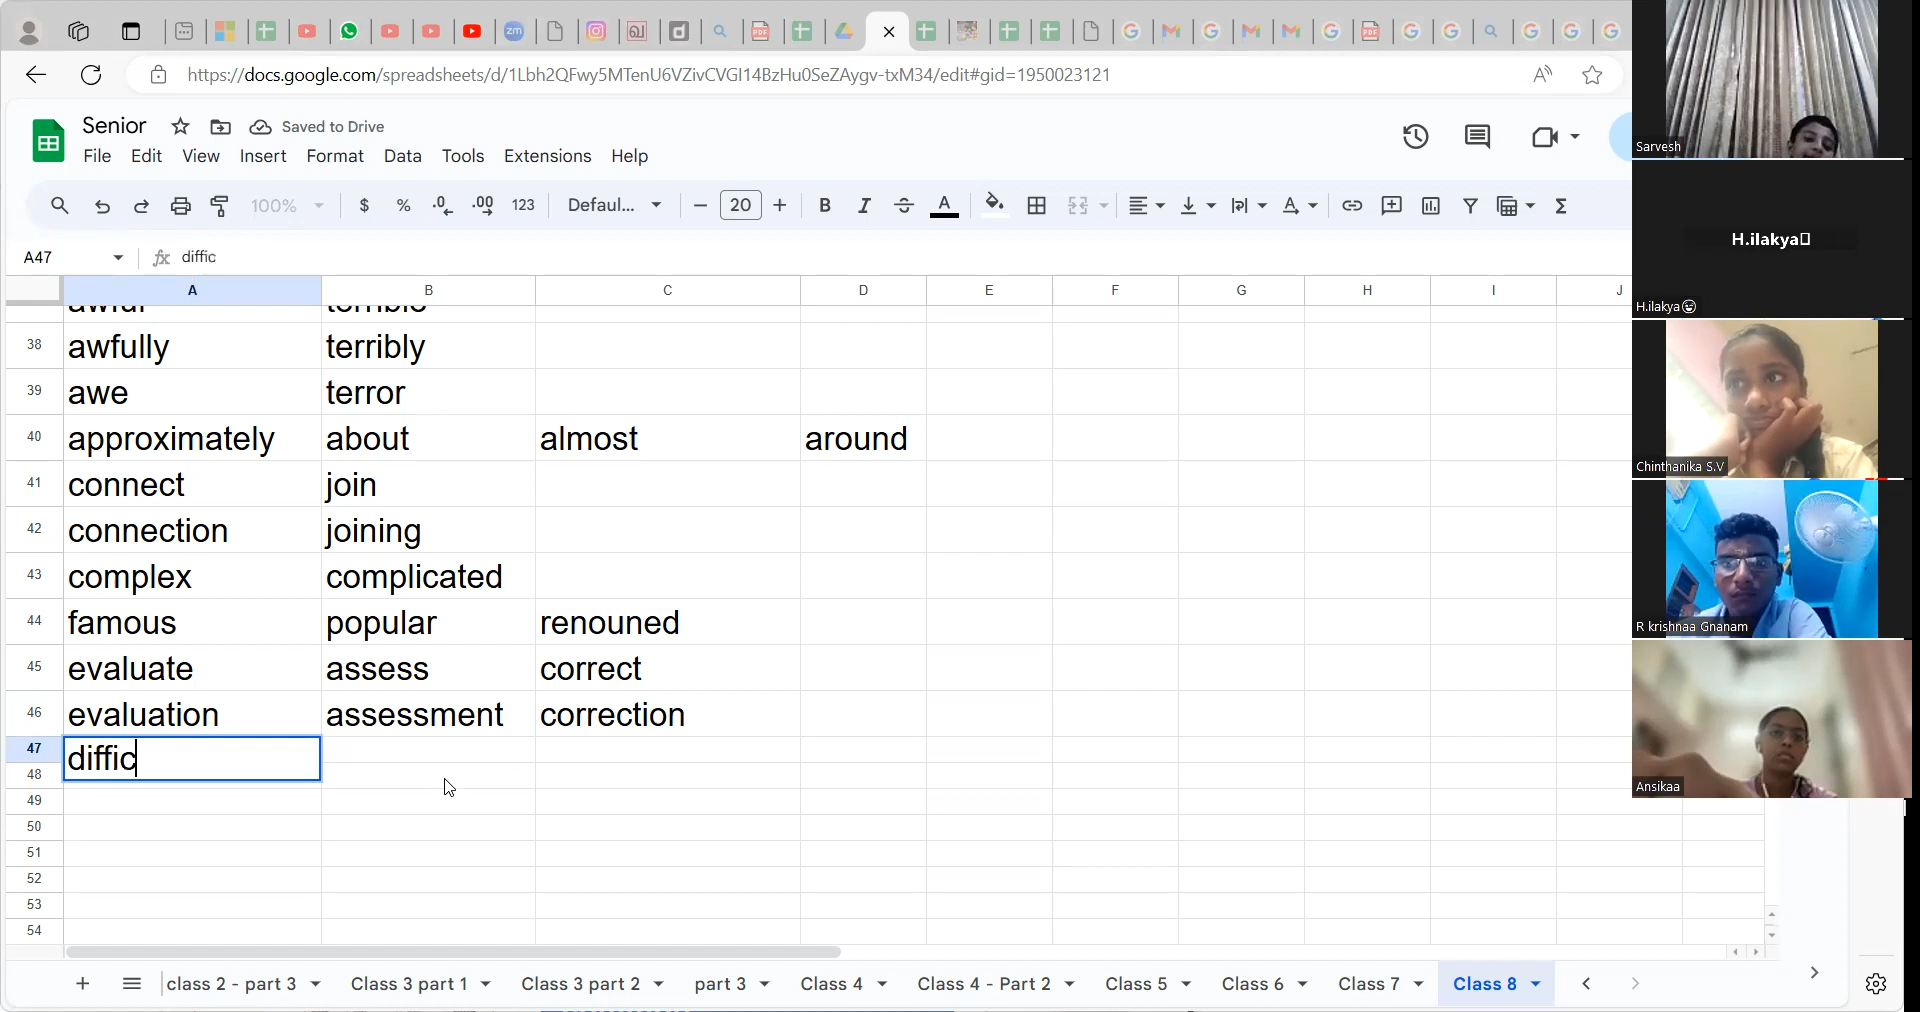 https://docs.google.com/spreadsheets/d/1Lbh2QFwy5MTenU6VZivCVGI14BzHu0SeZAygv-txM34/edit#gid=1950023121
Senior Saved to Drive
File Edit View Insert Format Data Tools Extensions Help
100% $ % .0 .00 123 Defaul... 20 B I A
A47 fx diffic
A B C D E F G H I J
38 awfully terribly
39 awe terror
40 approximately about almost around
41 connect join
42 connection joining
43 complex complicated
44 famous popular renouned
45 evaluate assess correct
46 evaluation assessment correction
47 diffic
48
49
50
51
52
53
54
class 2 - part 3 Class 3 part 1 Class 3 part 2 part 3 Class 4 Class 4 - Part 2 Class 5 Class 6 Class 7 Class 8
Sarvesh
H.ilakya
H.ilakya
Chinthanika S.V
R krishnaa Gnanam
Ansikaa